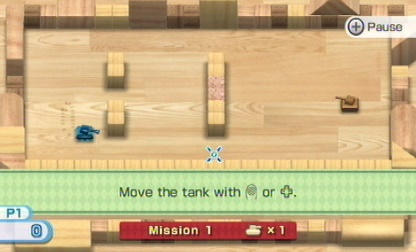 Pause
Move the tank with or .
P1
0
Mission 1 × 1